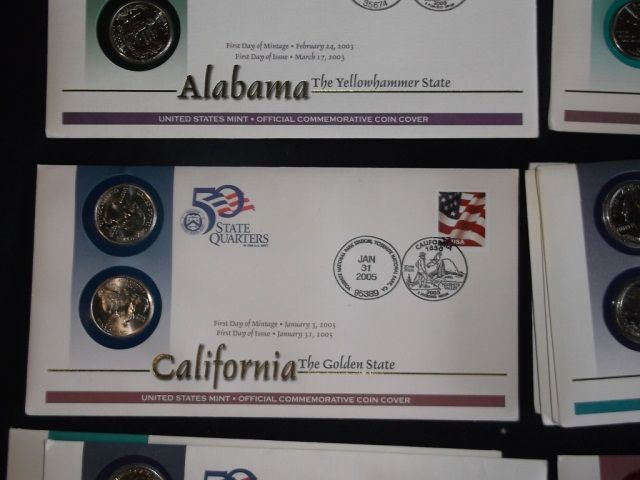 35674
First Day of Mintage • February 24, 2003
First Day of Issue • March 17, 2003
Alabama The Yellowhammer State
UNITED STATES MINT • OFFICIAL COMMEMORATIVE COIN COVER
50
STATE
QUARTERS
USA
JAN
31
2005
95389
CALIFORNIA
1850
2005
First Day of Mintage • January 3, 2005
First Day of Issue • January 31, 2005
California The Golden State
UNITED STATES MINT • OFFICIAL COMMEMORATIVE COIN COVER
50